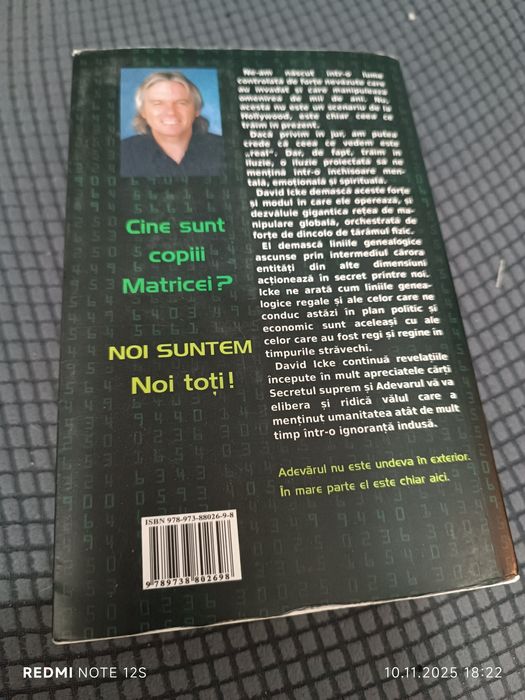 Cine sunt
copiii
Matricei?
NOI SUNTEM
Noi toți!
Ne-am născut într-o lume
controlată de forțe nevăzute care
au invadat și care manipulează
omenirea de mii de ani. Nu,
acesta nu este un scenariu de la
Hollywood, este chiar ceea ce
trăim în prezent.
Dacă privim în jur, am putea
crede că ceea ce vedem este
„real". Dar, de fapt, trăim în
iluzie, o iluzie proiectată să ne
mențină într-o închisoare men-
tală, emoțională și spirituală.
David Icke demască aceste forțe
și modul în care ele operează, și
dezvăluie gigantica rețea de ma-
nipulare globală, orchestrată de
forțe de dincolo de tărâmul fizic.
El demască liniile genealogice
ascunse prin intermediul cărora
entități din alte dimensiuni
acționează în secret printre noi.
Icke ne arată cum liniile genea-
logice regale și ale celor care ne
conduc astăzi în plan politic și
economic sunt aceleași cu ale
celor care au fost regi și regine în
timpurile străvechi.
David Icke continuă revelațiile
începute în mult apreciatele cărți
Secretul suprem și Adevarul vă va
elibera și ridică vălul care a
menținut umanitatea atât de mult
timp într-o ignoranță indusă.
Adevărul nu este undeva în exterior.
În mare parte el este chiar aici.
ISBN 978-973-88026-9-8
9 789738 802698
REDMI NOTE 12S
10.11.2025 18:22